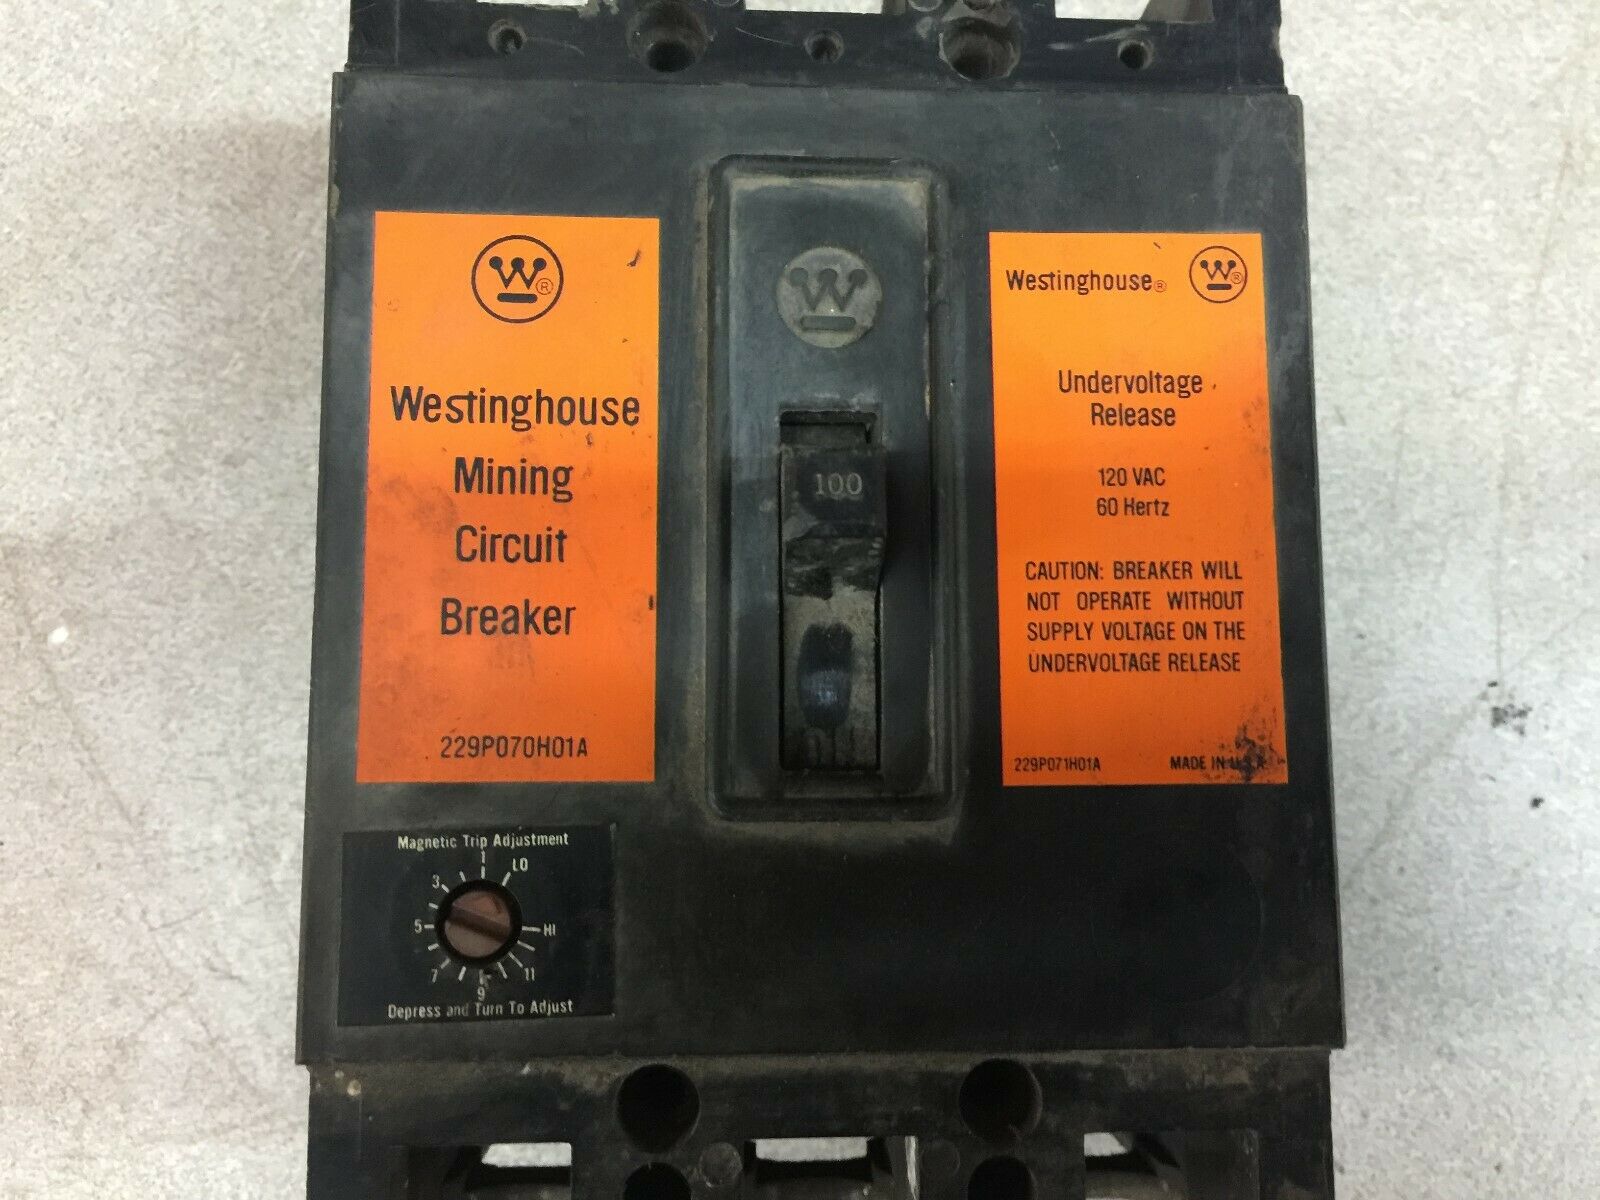 W®
Westinghouse
Mining
Circuit
Breaker
229P070H01A
W
100
Westinghouse® W®
Undervoltage
Release
120 VAC
60 Hertz
CAUTION: BREAKER WILL
NOT OPERATE WITHOUT
SUPPLY VOLTAGE ON THE
UNDERVOLTAGE RELEASE
229P071H01A MADE IN U.S.A.
Magnetic Trip Adjustment
1 LO
3
5 HI
7 11
9
Depress and Turn To Adjust